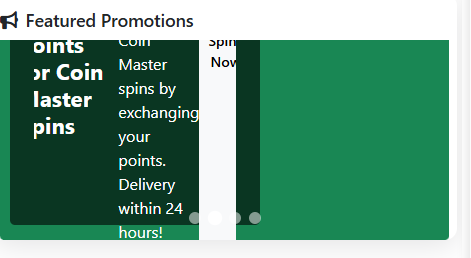 Featured Promotions
oints
or Coin
Master
pins
Coin
Master
spins by
exchanging
your
points.
Delivery
within 24
hours!
Spin
Now